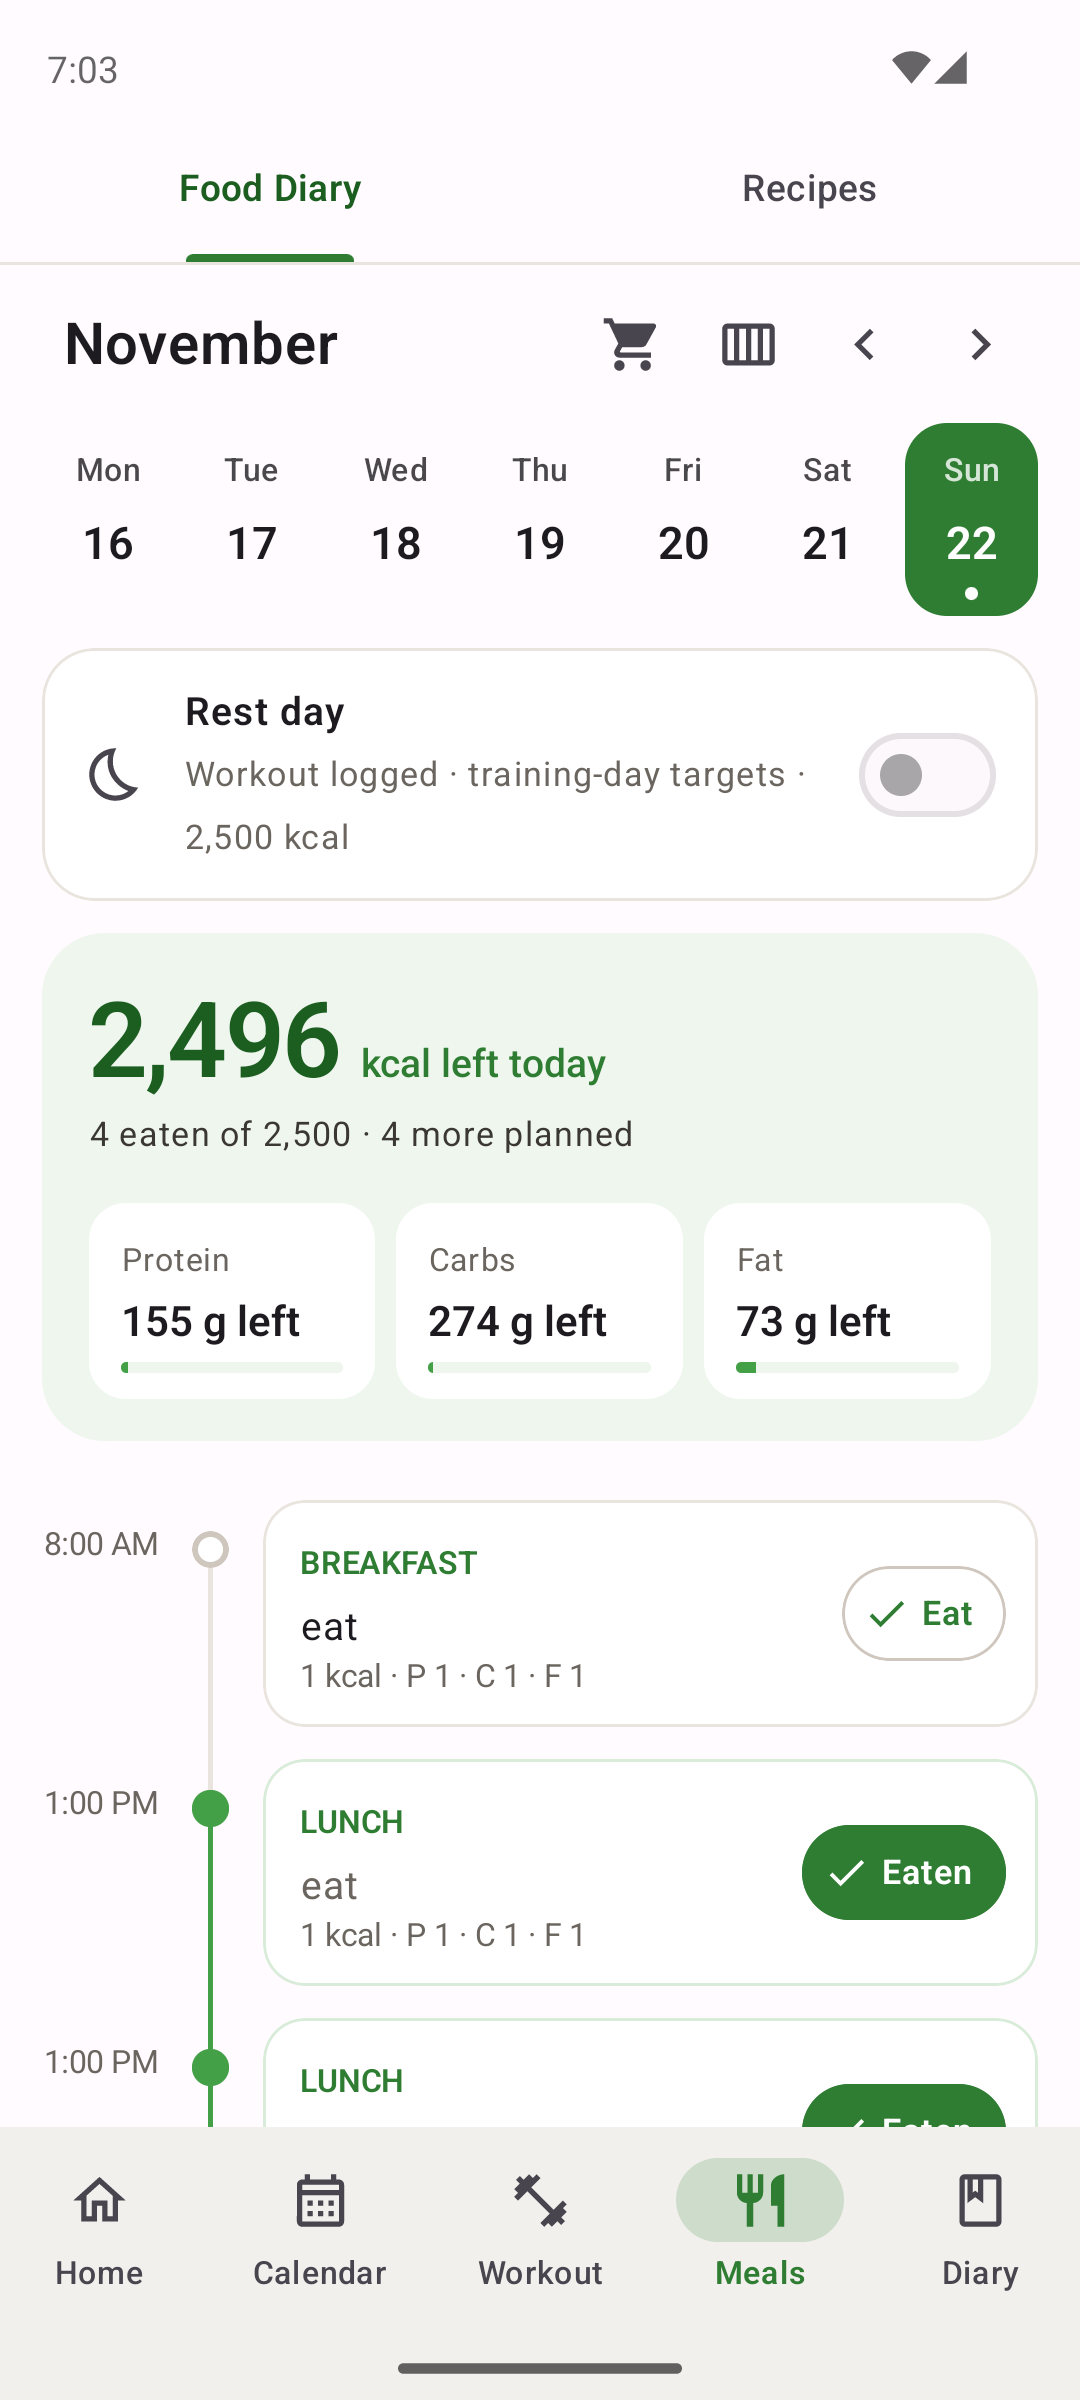 7:03
Food Diary
Recipes
November
Mon
Tue
Wed
Thu
Fri
Sat
Sun
16
17
18
19
20
21
22
Rest day
Workout logged · training-day targets ·
2,500 kcal
2,496 kcal left today
4 eaten of 2,500 · 4 more planned
Protein
155 g left
Carbs
274 g left
Fat
73 g left
8:00 AM
BREAKFAST
eat
1 kcal · P 1 · C 1 · F 1
Eat
1:00 PM
LUNCH
eat
1 kcal · P 1 · C 1 · F 1
Eaten
1:00 PM
LUNCH
Eaten
Home
Calendar
Workout
Meals
Diary